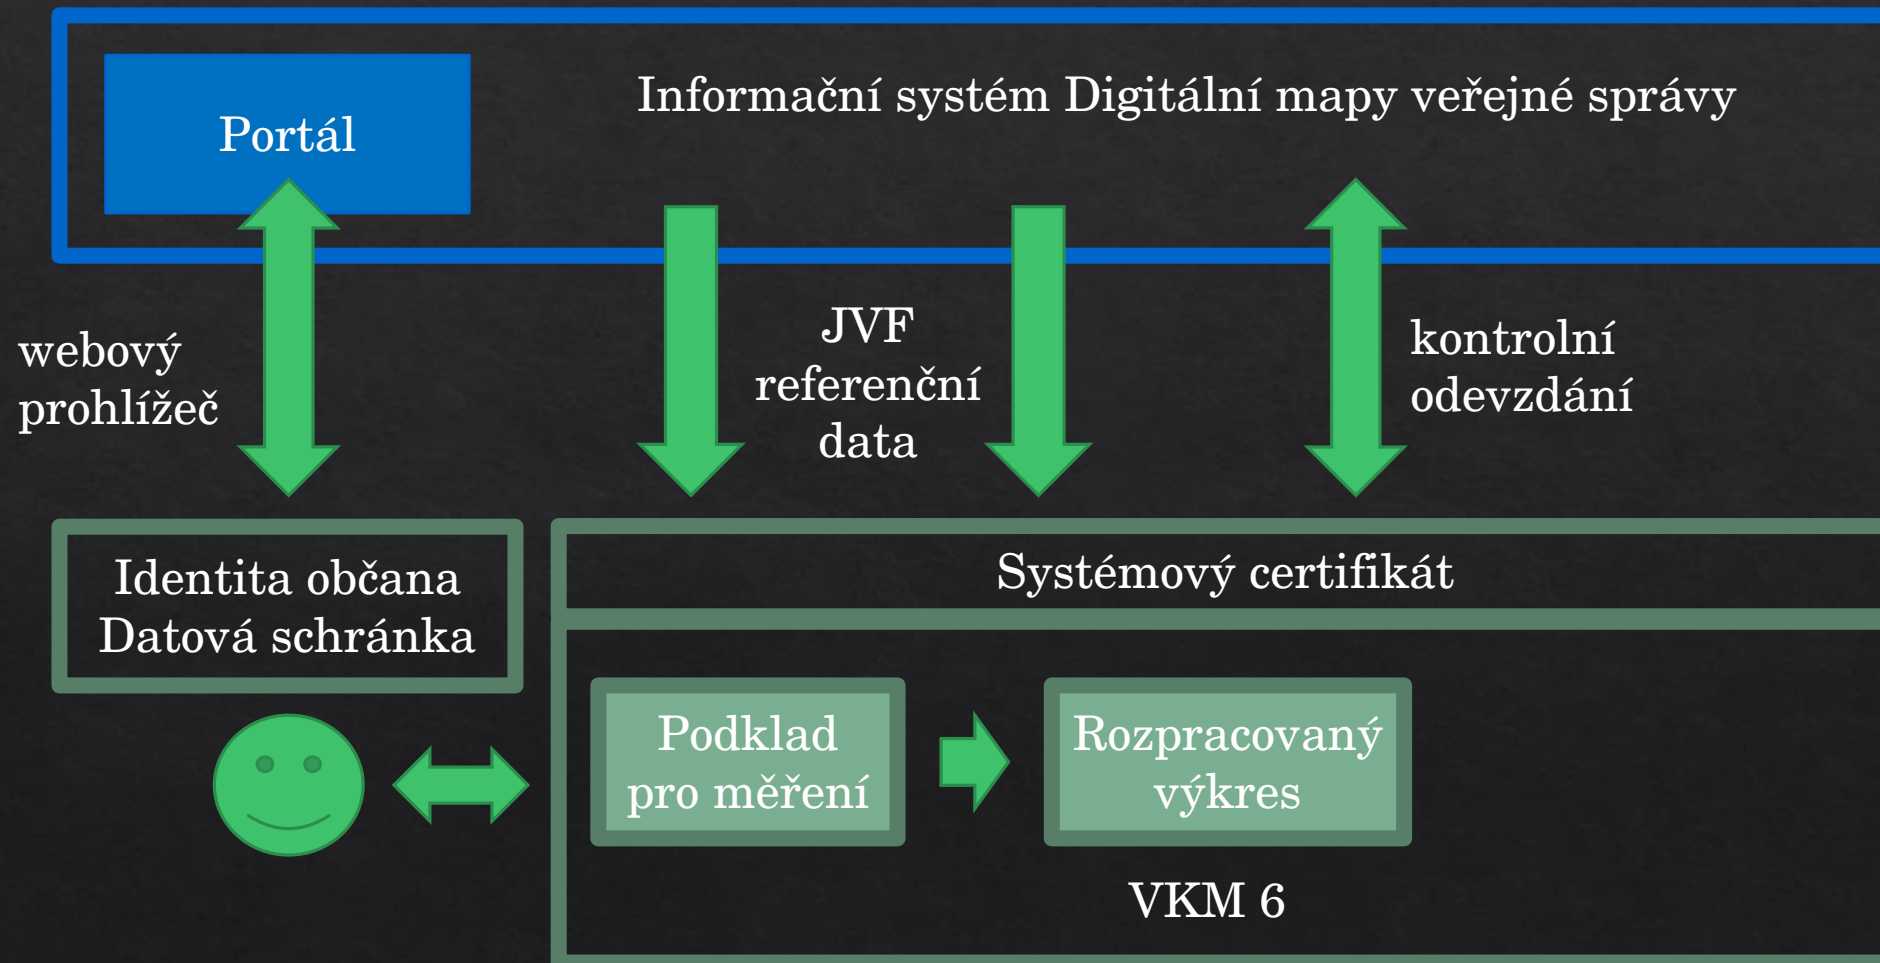 Portál
Informační systém Digitální mapy veřejné správy
webový
prohlížeč
JVF
referenční
data
kontrolní
odevzdání
Identita občana
Datová schránka
Systémový certifikát
Podklad
pro měření
Rozpracovaný
výkres
VKM 6